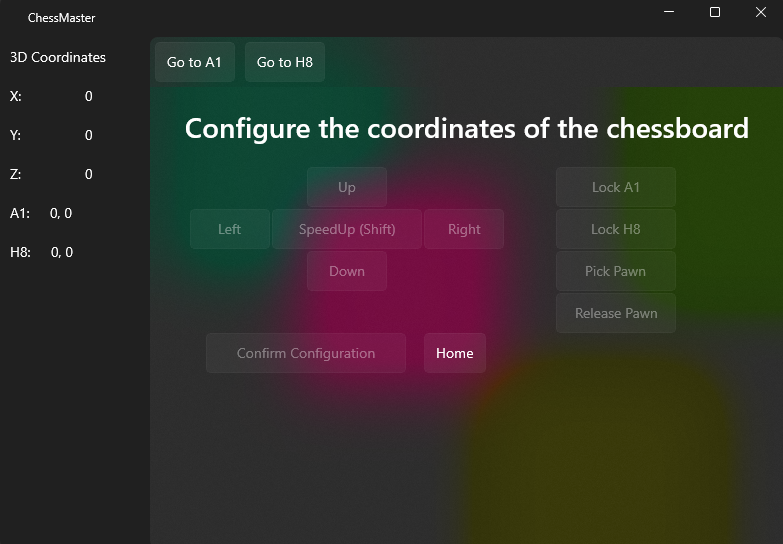 ChessMaster
3D Coordinates
X: 0
Y: 0
Z: 0
A1: 0, 0
H8: 0, 0
Go to A1 Go to H8
Configure the coordinates of the chessboard
Up
Left SpeedUp (Shift) Right
Down
Lock A1
Lock H8
Pick Pawn
Release Pawn
Confirm Configuration Home